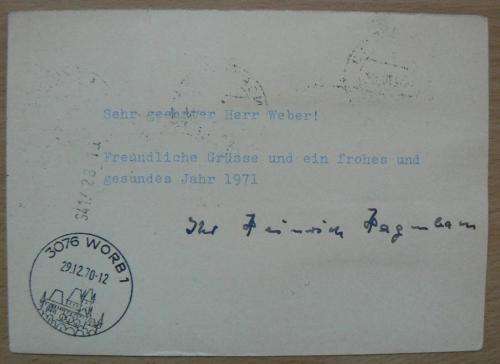 Sehr geehrter Herr Weber!
Freundliche Grüsse und ein frohes und
gesundes Jahr 1971
Ihr Heinrich Hagenbach
3076 WORB 1
29.12.70-12